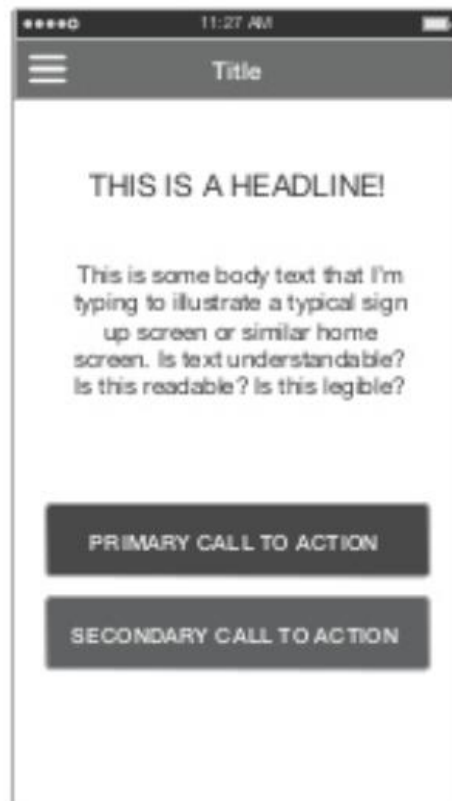 11:27 AM
Title
THIS IS A HEADLINE!
This is some body text that I'm
typing to illustrate a typical sign
up screen or similar home
screen. Is text understandable?
Is this readable? Is this legible?
PRIMARY CALL TO ACTION
SECONDARY CALL TO ACTION